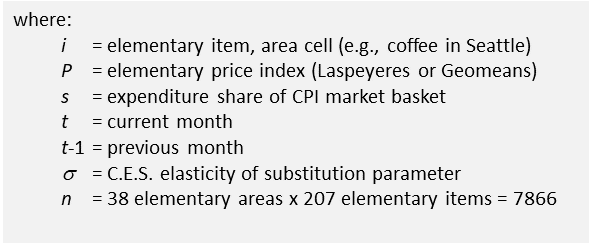 where:
i = elementary item, area cell (e.g., coffee in Seattle)
P = elementary price index (Laspeyeres or Geomeans)
s = expenditure share of CPI market basket
t = current month
t-1 = previous month
σ = C.E.S. elasticity of substitution parameter
n = 38 elementary areas x 207 elementary items = 7866